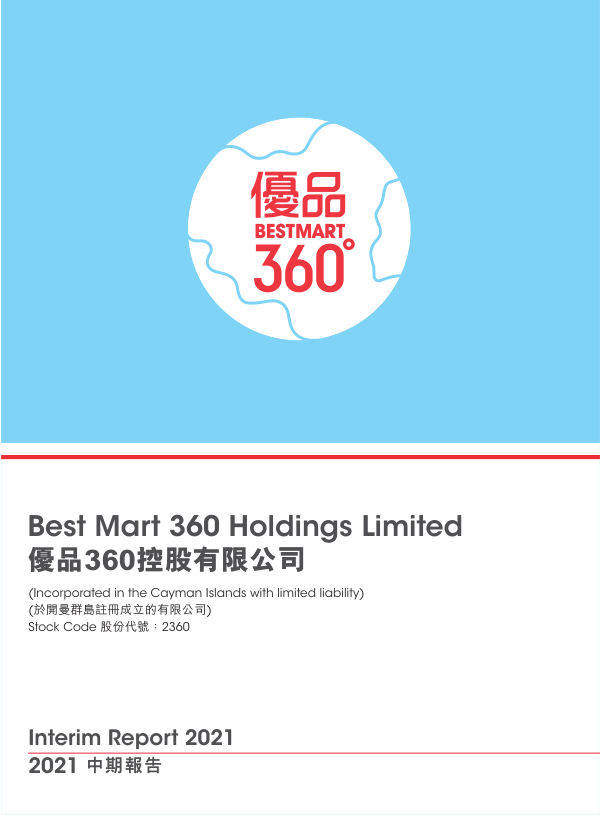 優品
BESTMART
360°
Best Mart 360 Holdings Limited
優品360控股有限公司
(Incorporated in the Cayman Islands with limited liability)
(於開曼群島註冊成立的有限公司)
Stock Code 股份代號：2360
Interim Report 2021
2021 中期報告